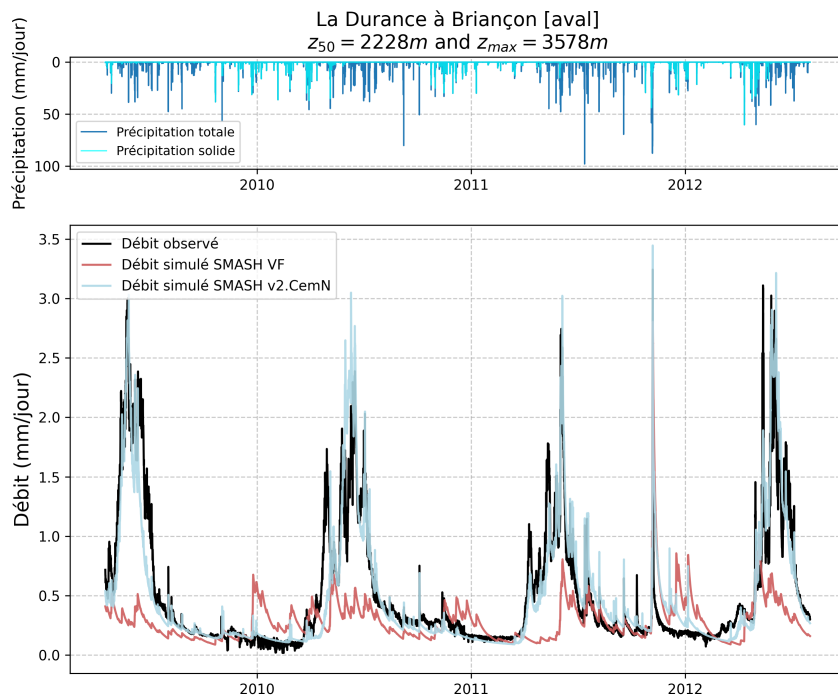 La Durance à Briançon [aval]
z50 = 2228m and zmax = 3578m
Précipitation (mm/jour)
0
50
100
Précipitation totale
Précipitation solide
2010
2011
2012
Débit (mm/jour)
3.5
3.0
2.5
2.0
1.5
1.0
0.5
0.0
Débit observé
Débit simulé SMASH VF
Débit simulé SMASH v2.CemN
2010
2011
2012